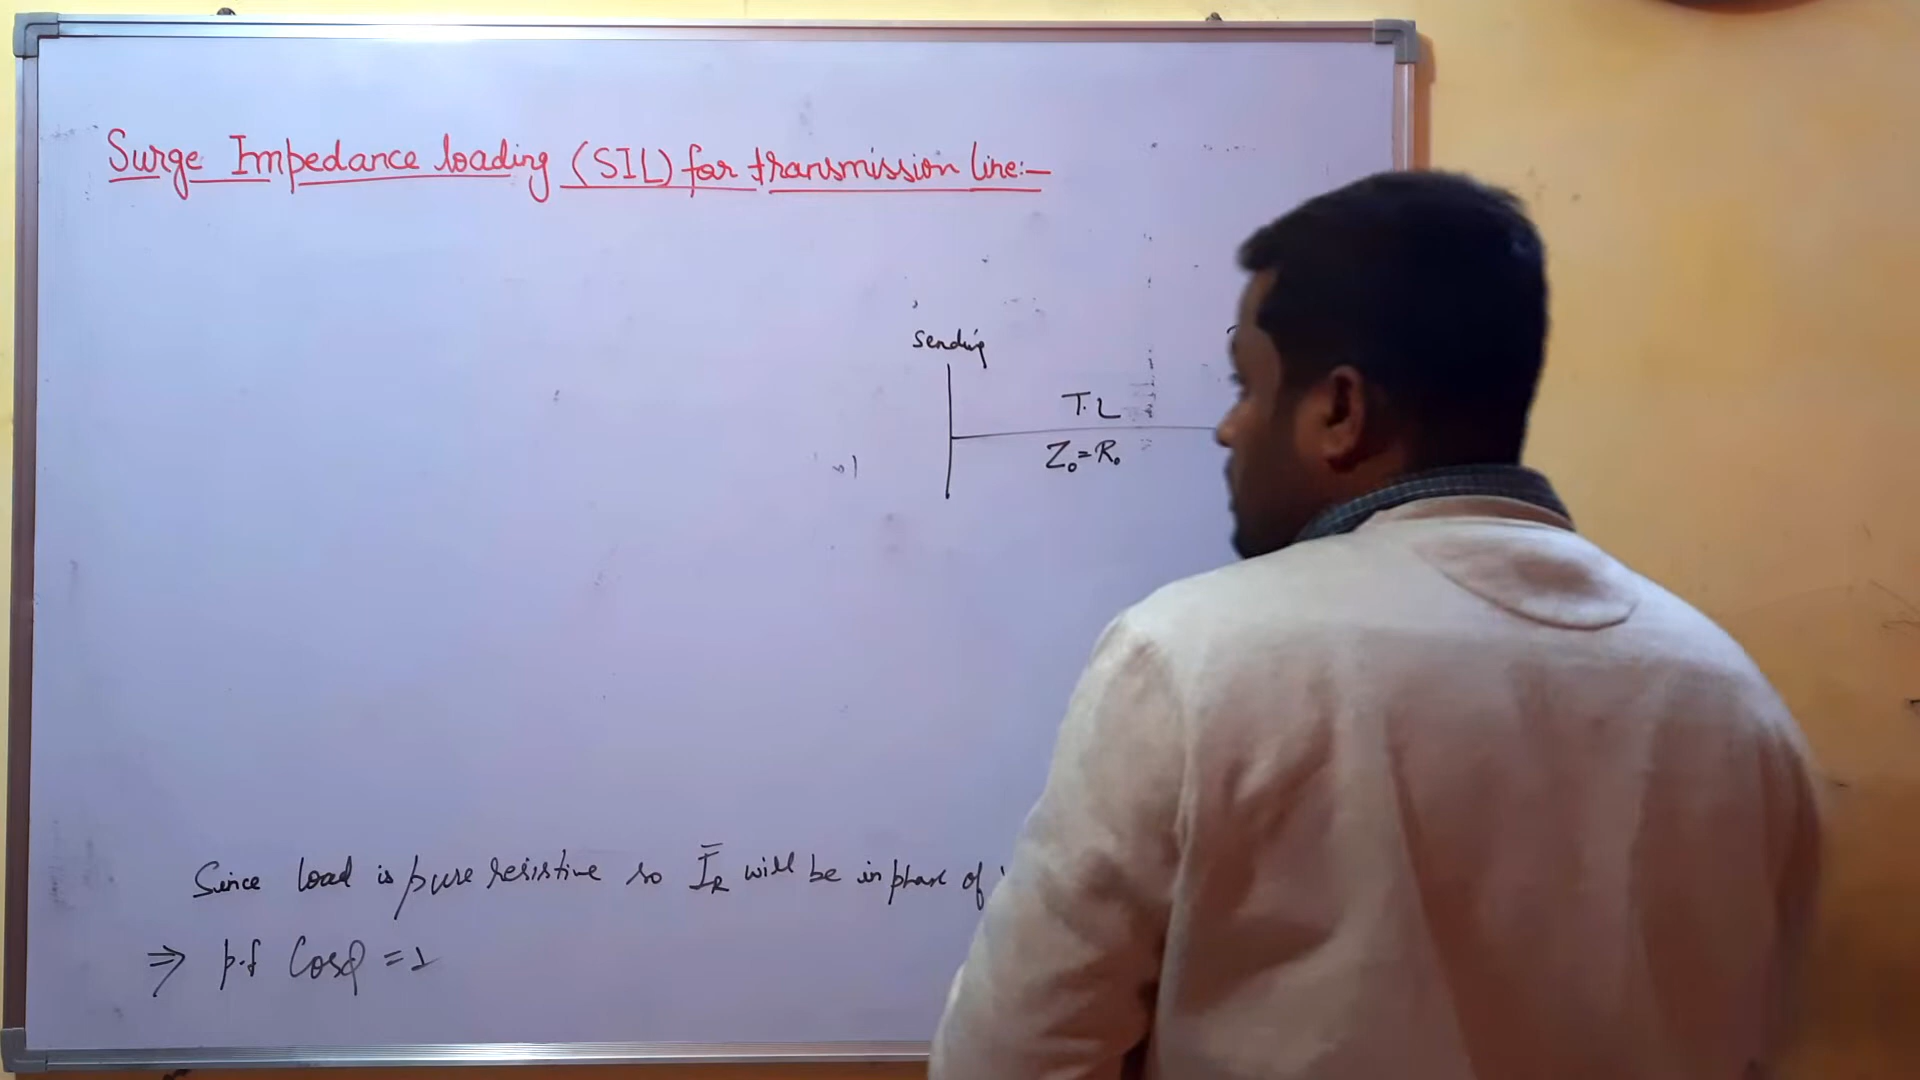 Surge Impedance loading (SIL) for transmission line:-
Sending
T.L
Z₀=R₀
Since load is pure resistive so I̅R will be in phase of
⇒ p.f Cosφ = 1